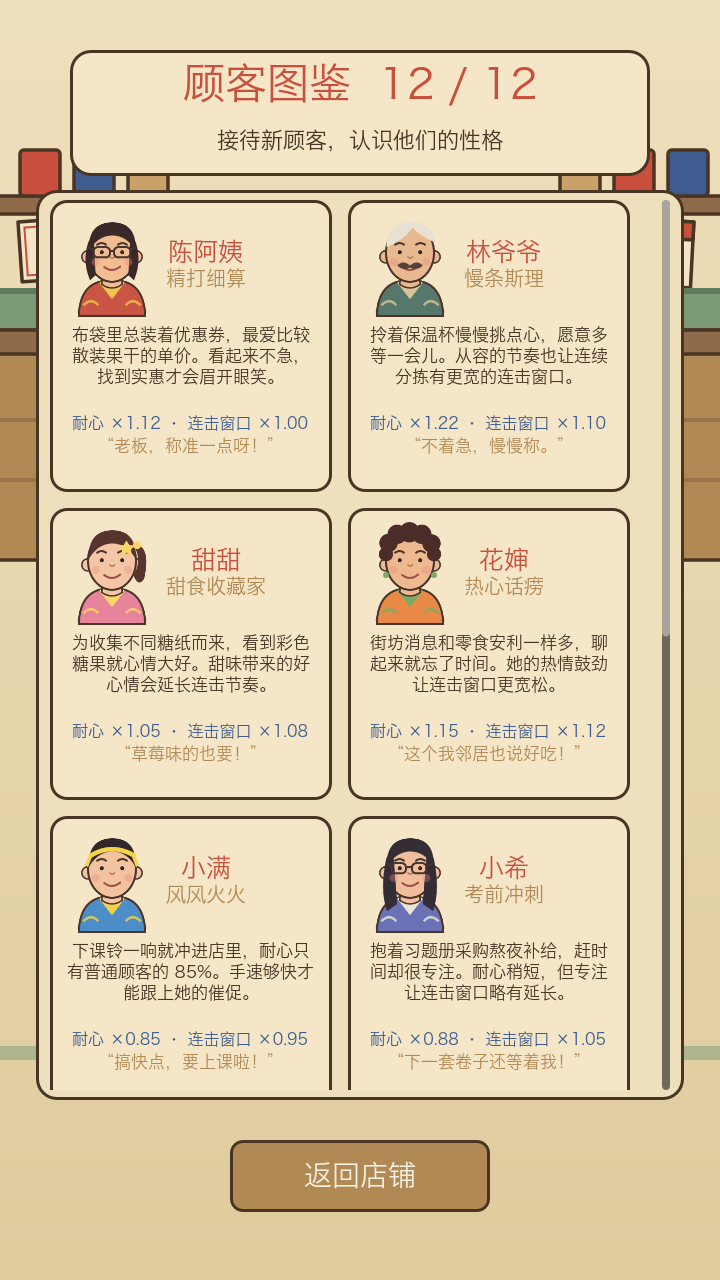 顾客图鉴 12 / 12
接待新顾客，认识他们的性格
陈阿姨
精打细算
布袋里总装着优惠券，最爱比较
散装果干的单价。看起来不急，
找到实惠才会眉开眼笑。
耐心 ×1.12 · 连击窗口 ×1.00
“老板，称准一点呀！”
林爷爷
慢条斯理
拎着保温杯慢慢挑点心，愿意多
等一会儿。从容的节奏也让连续
分拣有更宽的连击窗口。
耐心 ×1.22 · 连击窗口 ×1.10
“不着急，慢慢称。”
甜甜
甜食收藏家
为收集不同糖纸而来，看到彩色
糖果就心情大好。甜味带来的好
心情会延长连击节奏。
耐心 ×1.05 · 连击窗口 ×1.08
“草莓味的也要！”
花婶
热心话痨
街坊消息和零食安利一样多，聊
起来就忘了时间。她的热情鼓劲
让连击窗口更宽松。
耐心 ×1.15 · 连击窗口 ×1.12
“这个我邻居也说好吃！”
小满
风风火火
下课铃一响就冲进店里，耐心只
有普通顾客的 85%。手速够快才
能跟上她的催促。
耐心 ×0.85 · 连击窗口 ×0.95
“搞快点，要上课啦！”
小希
考前冲刺
抱着习题册采购熬夜补给，赶时
间却很专注。耐心稍短，但专注
让连击窗口略有延长。
耐心 ×0.88 · 连击窗口 ×1.05
“下一套卷子还等着我！”
返回店铺